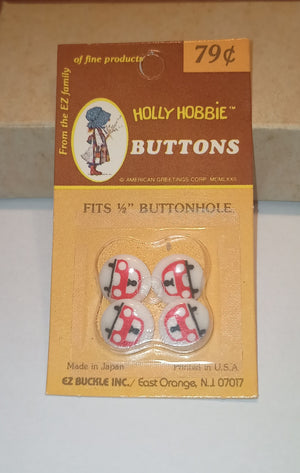 of fine products
79¢
From the EZ family
HOLLY HOBBIE™
BUTTONS
© AMERICAN GREETINGS CORP. MCMLXXII
FITS ½" BUTTONHOLE
Made in Japan
Printed in U.S.A
EZ BUCKLE INC./ East Orange, N.J. 07017